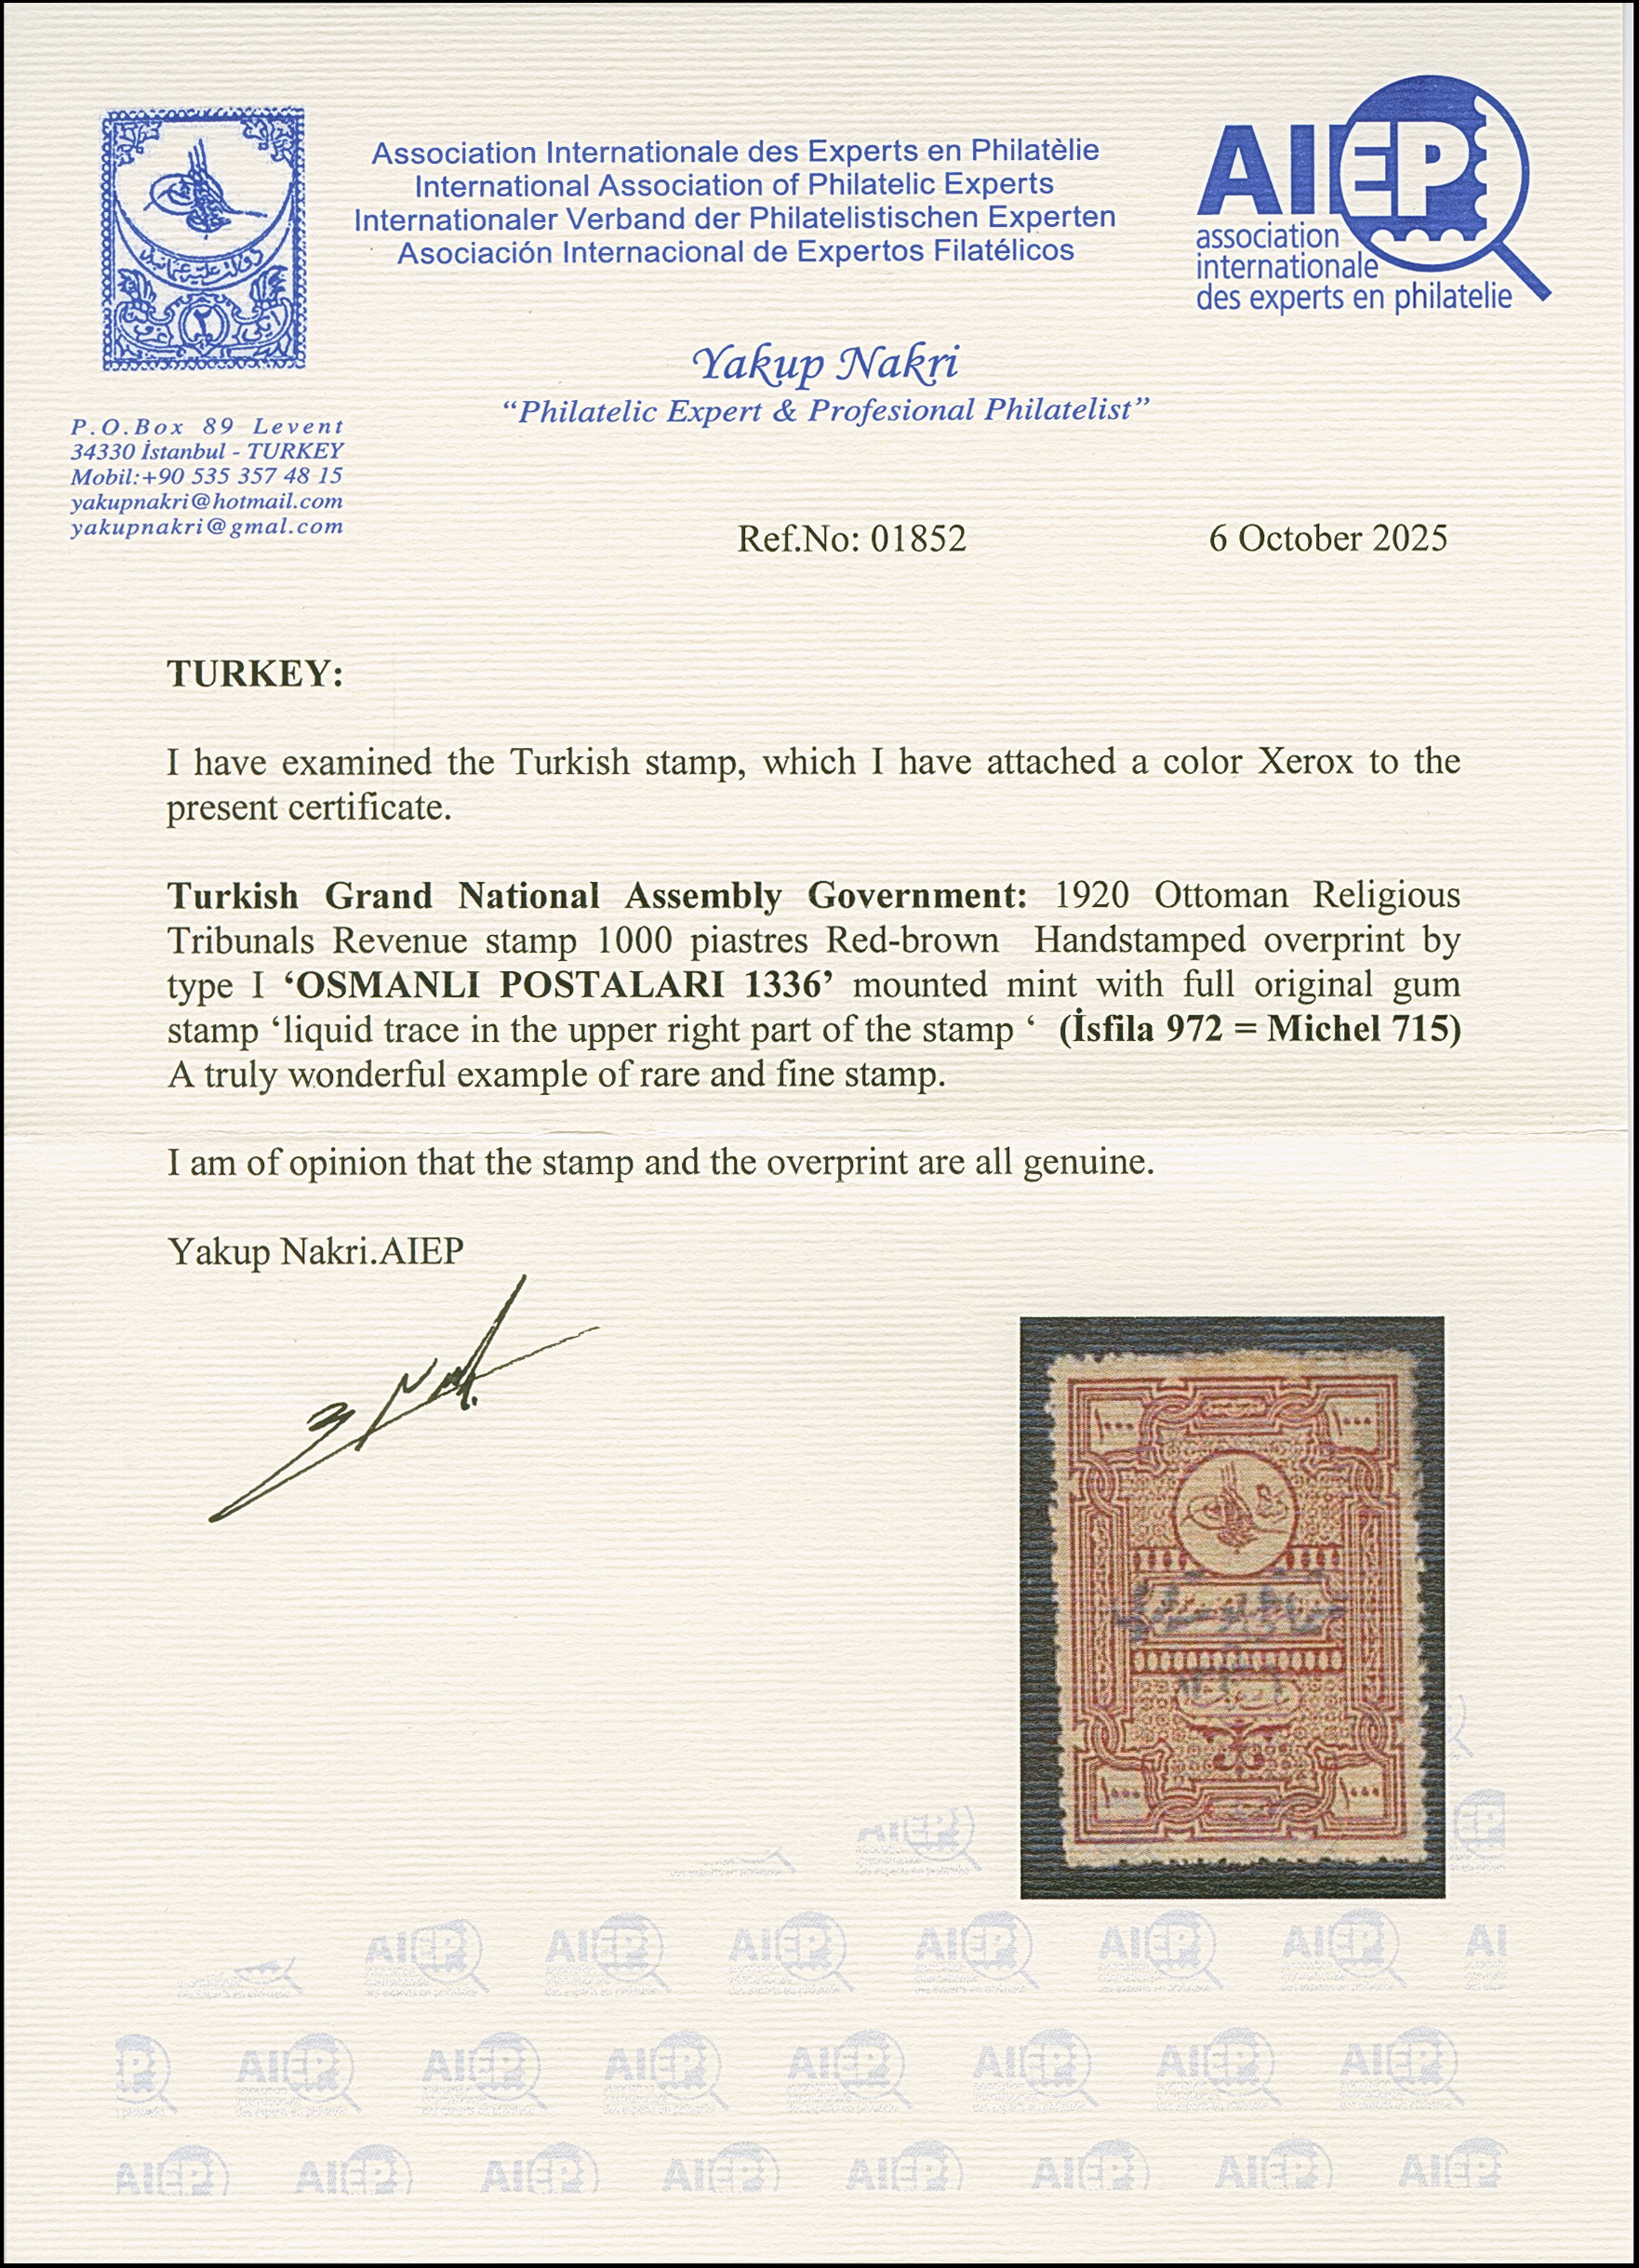 Association Internationale des Experts en Philatèlie
International Association of Philatelic Experts
Internationaler Verband der Philatelistischen Experten
Asociación Internacional de Expertos Filatélicos
AIEP
association
internationale
des experts en philatelie
Yakup Nakri
“Philatelic Expert & Profesional Philatelist”
P.O.Box 89 Levent
34330 İstanbul - TURKEY
Mobil:+90 535 357 48 15
yakupnakri@hotmail.com
yakupnakri@gmal.com
Ref.No: 01852
6 October 2025
TURKEY:
I have examined the Turkish stamp, which I have attached a color Xerox to the
present certificate.
Turkish Grand National Assembly Government: 1920 Ottoman Religious
Tribunals Revenue stamp 1000 piastres Red-brown Handstamped overprint by
type I ‘OSMANLI POSTALARI 1336’ mounted mint with full original gum
stamp ‘liquid trace in the upper right part of the stamp ‘ (İsfila 972 = Michel 715)
A truly wonderful example of rare and fine stamp.
I am of opinion that the stamp and the overprint are all genuine.
Yakup Nakri.AIEP
١٠٠٠ ١٠٠٠
١٠٠٠ ١٠٠٠